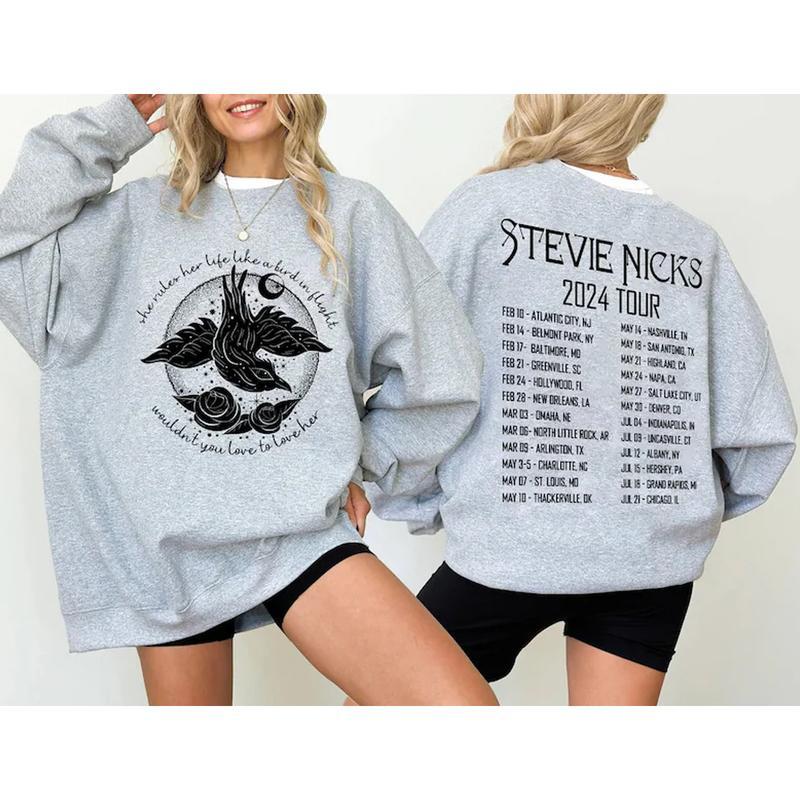 she rules her life like a bird in flight
wouldn't you love to love her
STEVIE NICKS
2024 TOUR
FEB 10 - ATLANTIC CITY, NJ
FEB 14 - BELMONT PARK, NY
FEB 17 - BALTIMORE, MD
FEB 21 - GREENVILLE, SC
FEB 24 - HOLLYWOOD, FL
FEB 28 - NEW ORLEANS, LA
MAR 03 - OMAHA, NE
MAR 06 - NORTH LITTLE ROCK, AR
MAR 09 - ARLINGTON, TX
MAY 3-5 - CHARLOTTE, NC
MAY 07 - ST. LOUIS, MO
MAY 10 - THACKERVILLE, OK
MAY 14 - NASHVILLE, TN
MAY 18 - SAN ANTONIO, TX
MAY 21 - HIGHLAND, CA
MAY 24 - NAPA, CA
MAY 27 - SALT LAKE CITY, UT
MAY 30 - DENVER, CO
JUL 04 - INDIANAPOLIS, IN
JUL 09 - UNCASVILLE, CT
JUL 12 - ALBANY, NY
JUL 15 - HERSHEY, PA
JUL 18 - GRAND RAPIDS, MI
JUL 21 - CHICAGO, IL